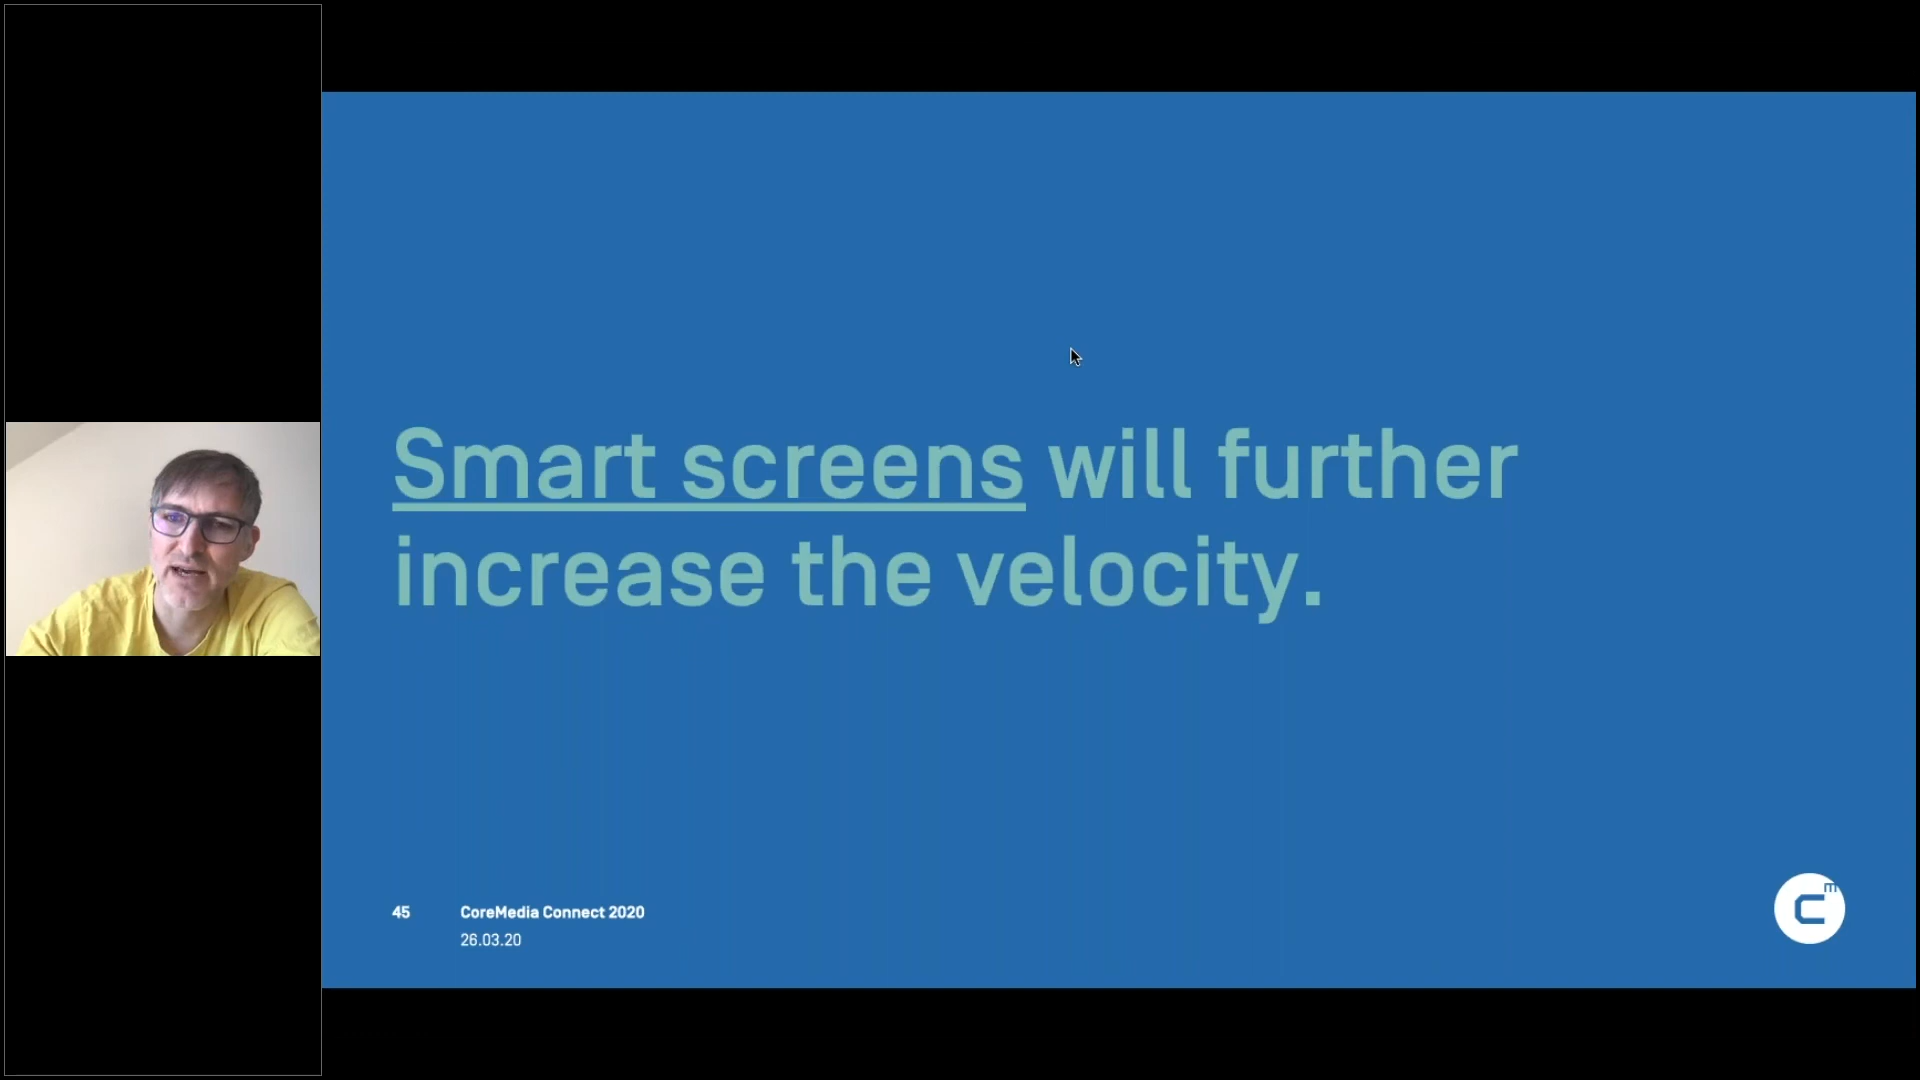 Smart screens will further
increase the velocity.
45 CoreMedia Connect 2020
26.03.20
C m